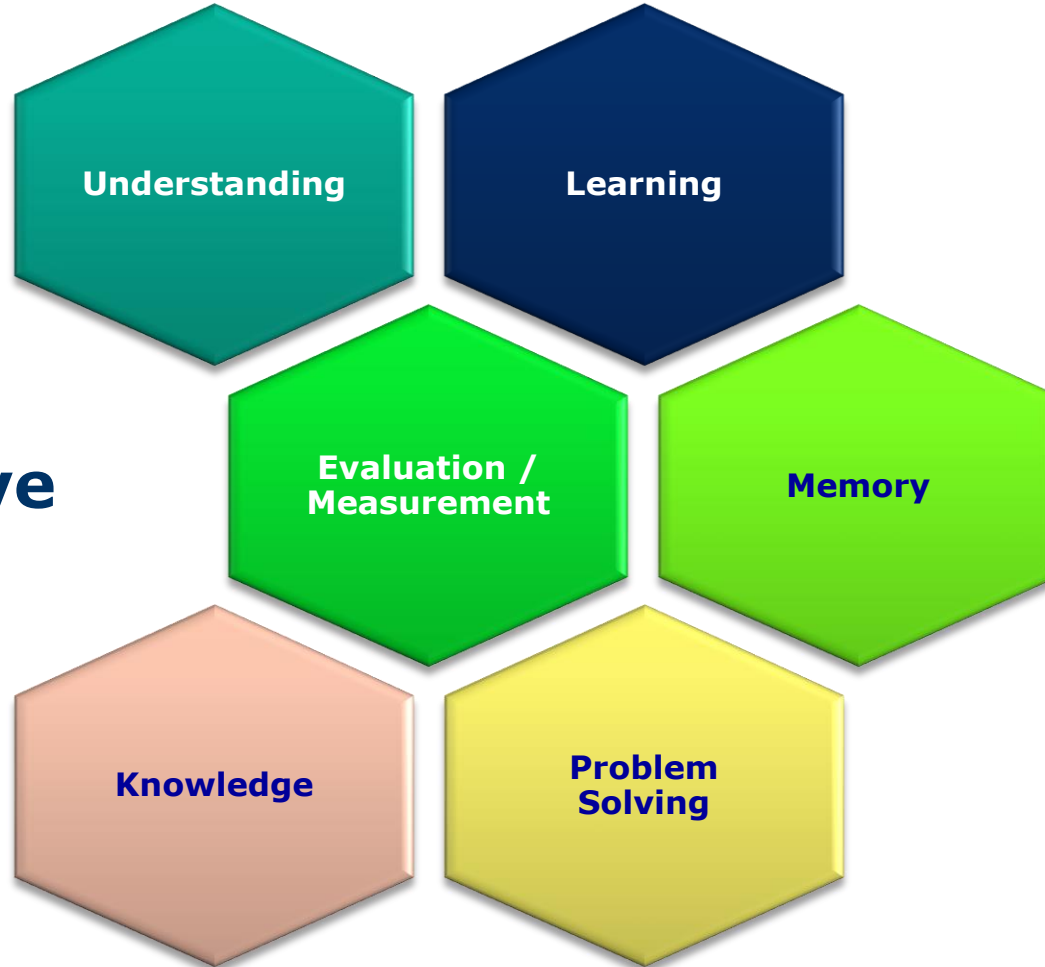 Understanding
Learning
ve
Evaluation /
Measurement
Memory
Knowledge
Problem
Solving